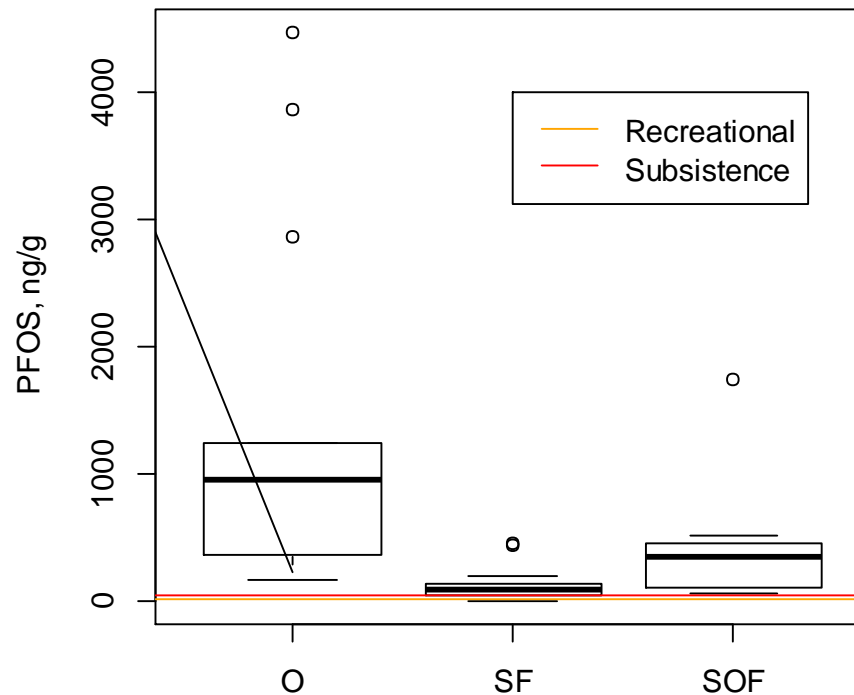 4000
3000
2000
1000
0
PFOS, ng/g
Recreational
Subsistence
O
SF
SOF